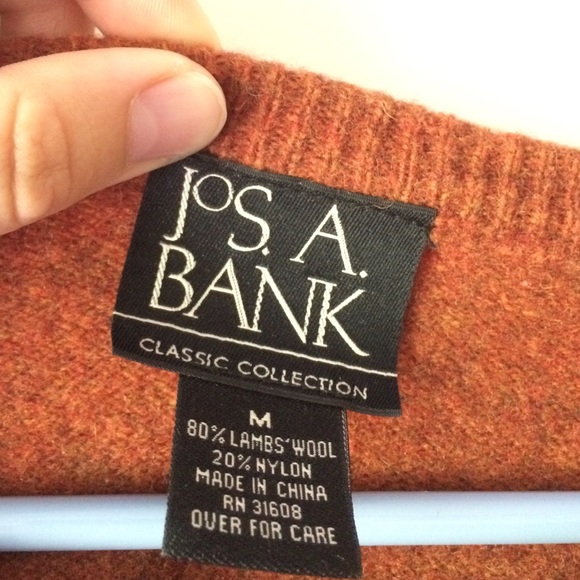 JOS. A.
BANK
CLASSIC COLLECTION
M
80% LAMBS'WOOL
20% NYLON
MADE IN CHINA
RN 31608
OVER FOR CARE